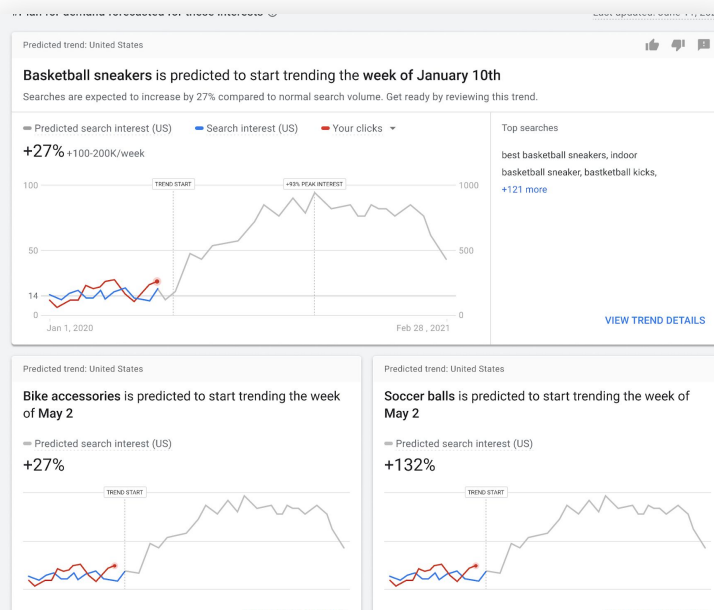 Predicted trend: United States
Basketball sneakers is predicted to start trending the week of January 10th
Searches are expected to increase by 27% compared to normal search volume. Get ready by reviewing this trend.
Predicted search interest (US) Search interest (US) Your clicks
+27% +100-200K/week
TREND START
+93% PEAK INTEREST
100
1000
50
500
14
0
0
Jan 1, 2020
Feb 28 , 2021
Top searches
best basketball sneakers, indoor
basketball sneaker, bastketball kicks,
+121 more
VIEW TREND DETAILS
Predicted trend: United States
Bike accessories is predicted to start trending the week
of May 2
Predicted search interest (US)
+27%
TREND START
Predicted trend: United States
Soccer balls is predicted to start trending the week of
May 2
Predicted search interest (US)
+132%
TREND START